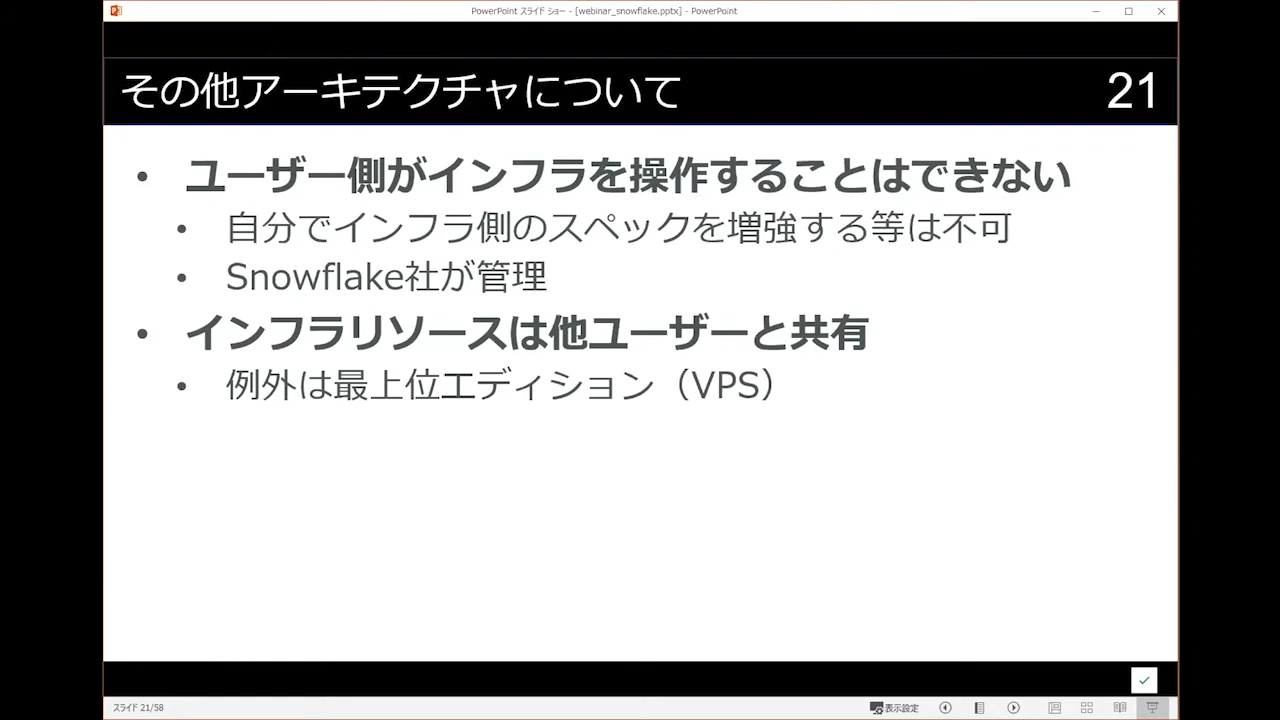 PowerPoint スライド ショー - [webinar_snowflake.pptx] - PowerPoint
その他アーキテクチャについて 21
• ユーザー側がインフラを操作することはできない
• 自分でインフラ側のスペックを増強する等は不可
• Snowflake社が管理
• インフラリソースは他ユーザーと共有
• 例外は最上位エディション（VPS）
スライド 21/58
表示設定